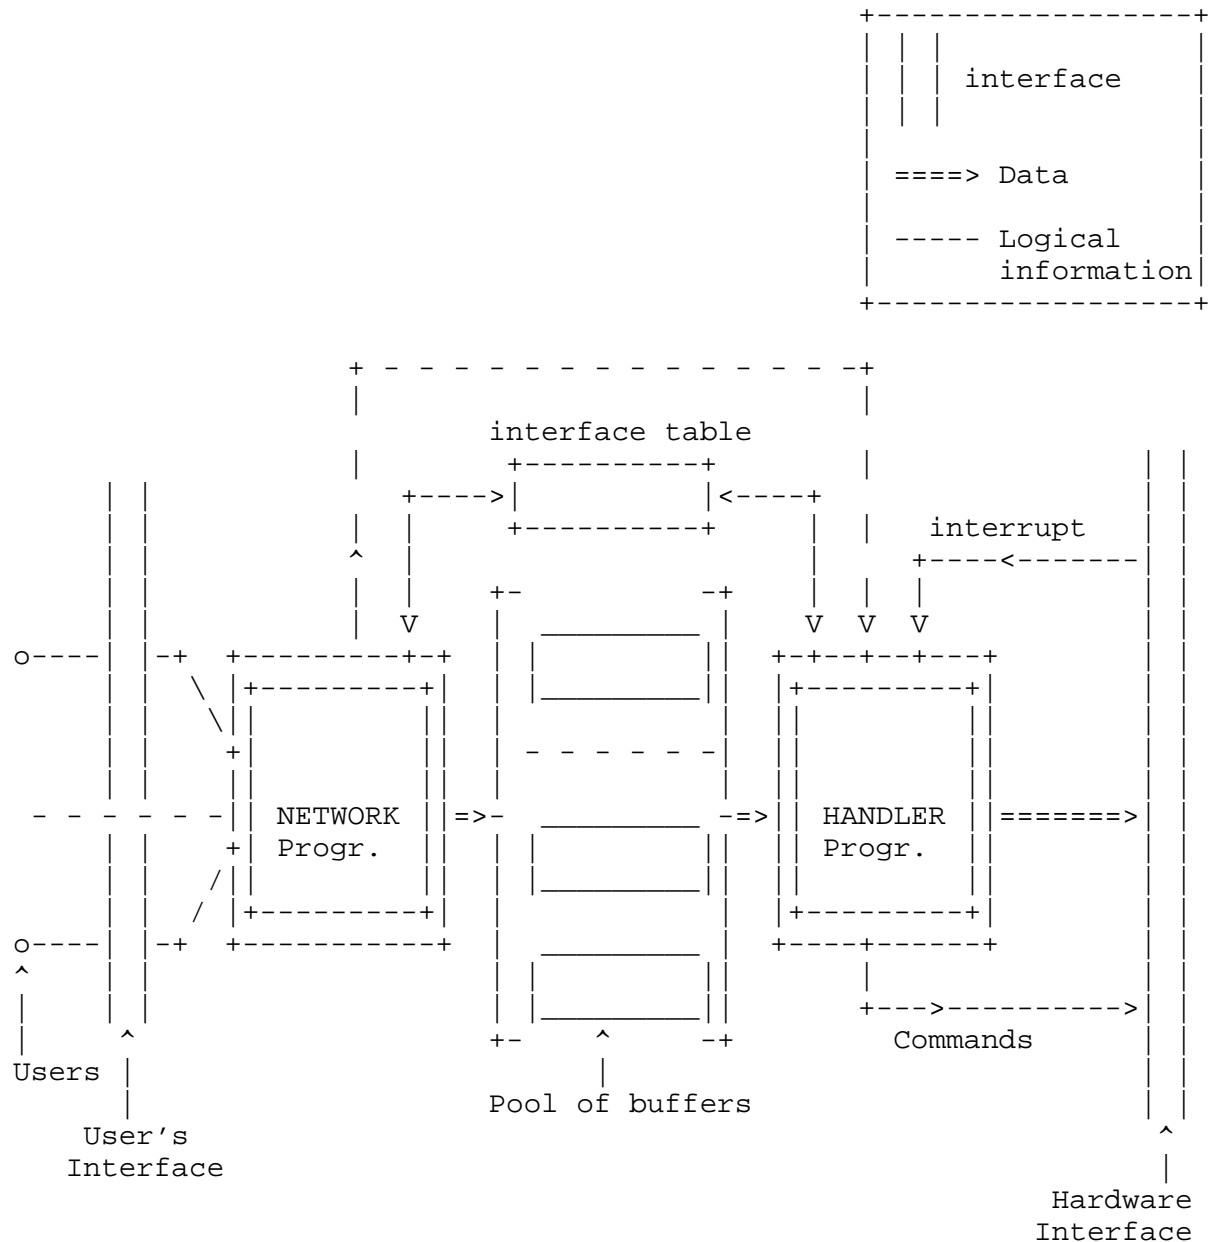 interface
====> Data
----- Logical
information
interface table
interrupt
V
V V V
NETWORK
Progr.
HANDLER
Progr.
Commands
Users
Pool of buffers
User's
Interface
Hardware
Interface